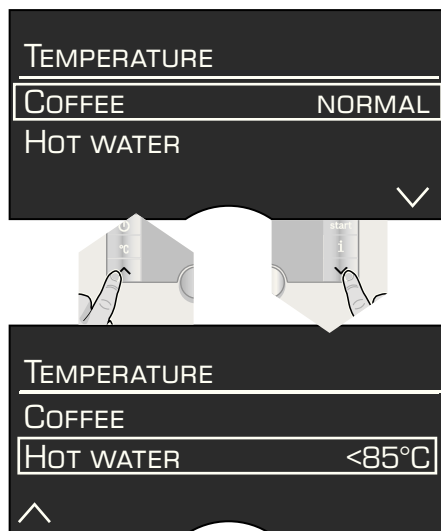 TEMPERATURE
COFFEE NORMAL
HOT WATER
°C
start
i
TEMPERATURE
COFFEE
HOT WATER <85°C